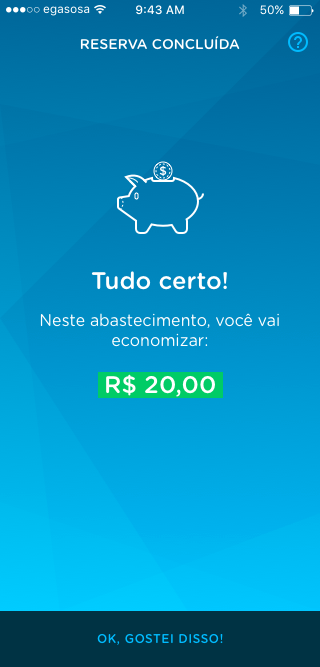 egasosa 9:43 AM 50%
RESERVA CONCLUÍDA ?
$
Tudo certo!
Neste abastecimento, você vai
economizar:
R$ 20,00
OK, GOSTEI DISSO!